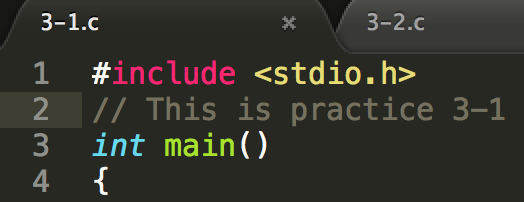 3-1.c × 3-2.c
1 #include <stdio.h>
2 // This is practice 3-1
3 int main()
4 {